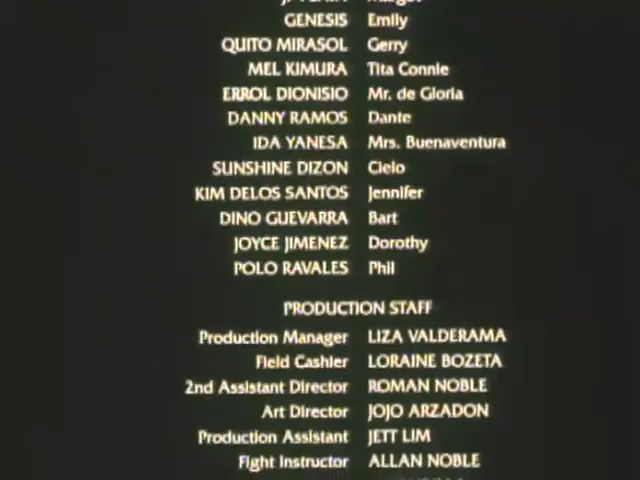 GENESIS Emily
QUITO MIRASOL Gerry
MEL KIMURA Tita Connie
ERROL DIONISIO Mr. de Gloria
DANNY RAMOS Dante
IDA YANESA Mrs. Buenaventura
SUNSHINE DIZON Cielo
KIM DELOS SANTOS Jennifer
DINO GUEVARRA Bart
JOYCE JIMENEZ Dorothy
POLO RAVALES Phil
PRODUCTION STAFF
Production Manager LIZA VALDERAMA
Field Cashier LORAINE BOZETA
2nd Assistant Director ROMAN NOBLE
Art Director JOJO ARZADON
Production Assistant JETT LIM
Fight Instructor ALLAN NOBLE